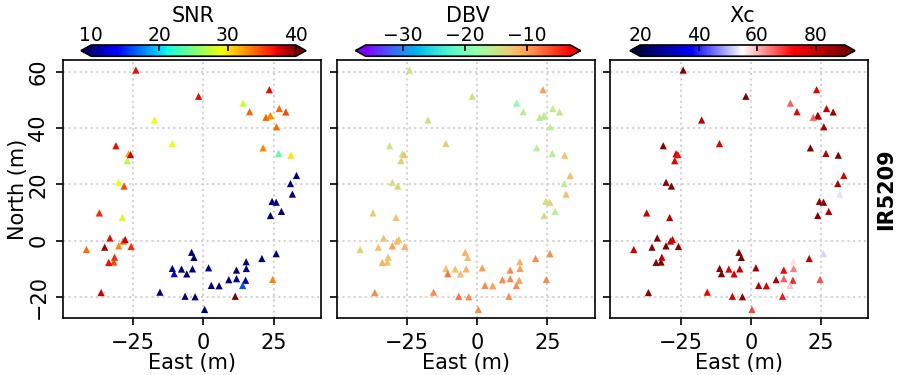 SNR DBV Xc
10 20 30 40 −30 −20 −10 20 40 60 80
60
40
20
0
−20
North (m)
−25 0 25 −25 0 25 −25 0 25
East (m) East (m) East (m)
IR5209